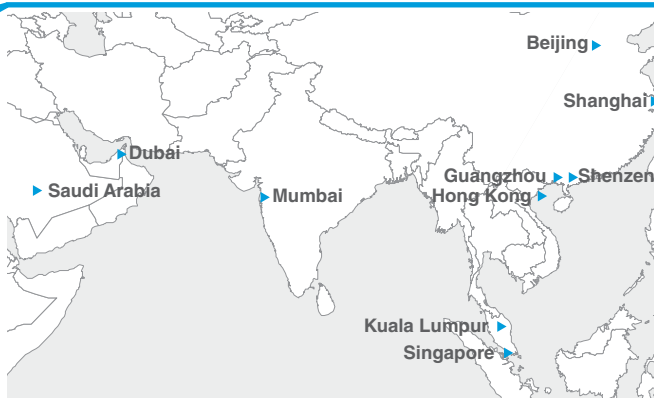 Beijing
Shanghai
Dubai
Guangzhou
Shenzen
Saudi Arabia
Mumbai
Hong Kong
Kuala Lumpur
Singapore